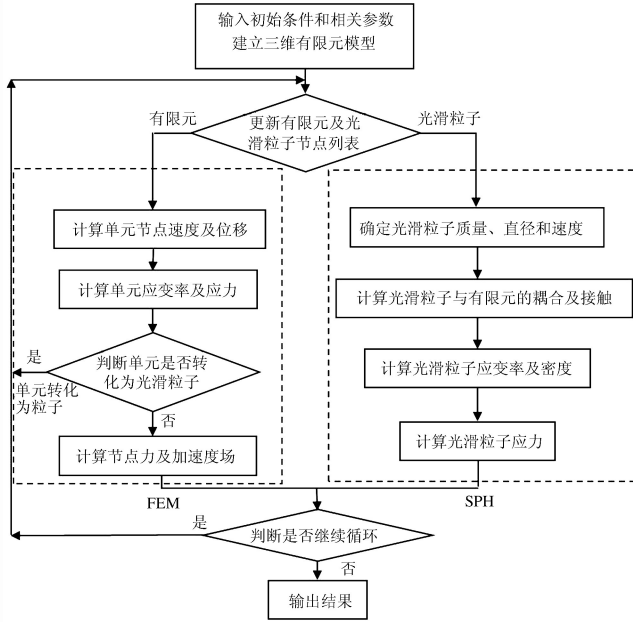 输入初始条件和相关参数
建立三维有限元模型
有限元
更新有限元及光
滑粒子节点列表
光滑粒子
计算单元节点速度及位移
计算单元应变率及应力
判断单元是否转
化为光滑粒子
是
单元转化
为粒子
否
计算节点力及加速度场
FEM
确定光滑粒子质量、直径和速度
计算光滑粒子与有限元的耦合及接触
计算光滑粒子应变率及密度
计算光滑粒子应力
SPH
是
判断是否继续循环
否
输出结果